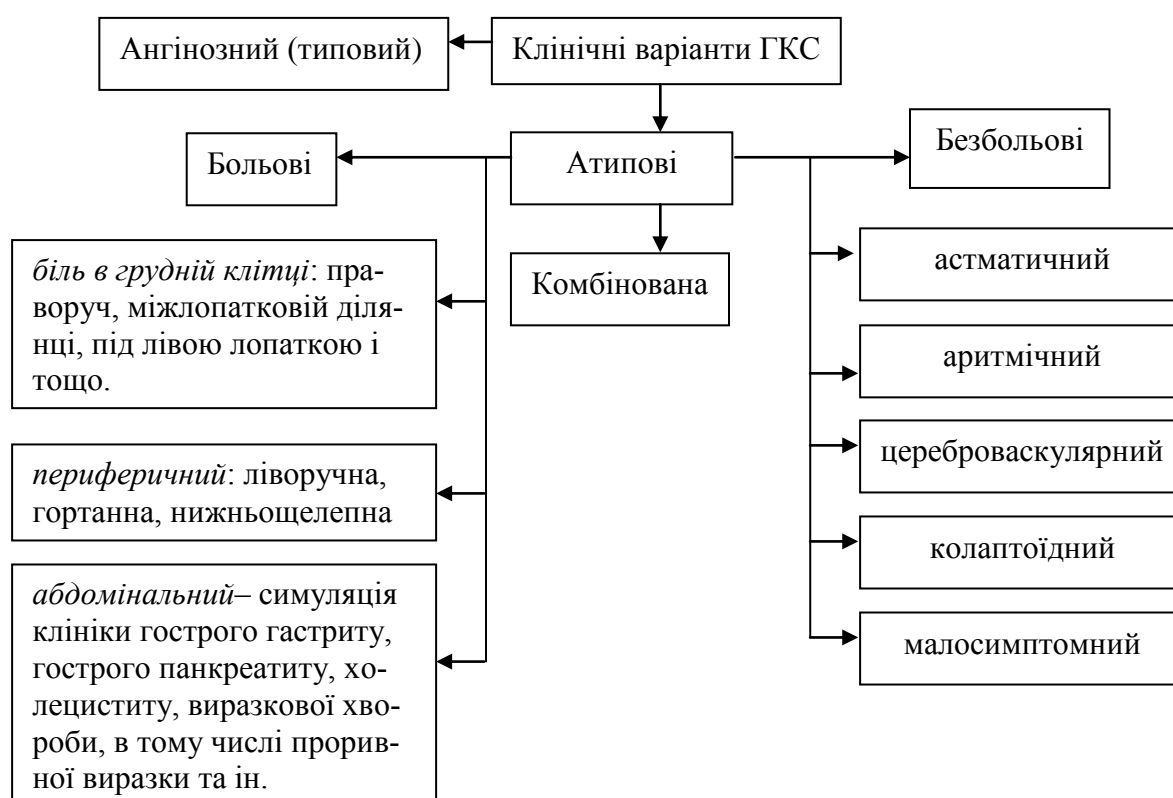 Ангінозний (типовий)
Клінічні варіанти ГКС
Больові
Атипові
Безбольові
Комбінована
біль в грудній клітці: пра-
воруч, міжлопатковій діля-
нці, під лівою лопаткою і
тощо.
периферичний: ліворучна,
гортанна, нижньощелепна
абдомінальний– симуляція
клініки гострого гастриту,
гострого панкреатиту, хо-
лециститу, виразкової хво-
роби, в тому числі прорив-
ної виразки та ін.
астматичний
аритмічний
цереброваскулярний
колаптоїдний
малосимптомний